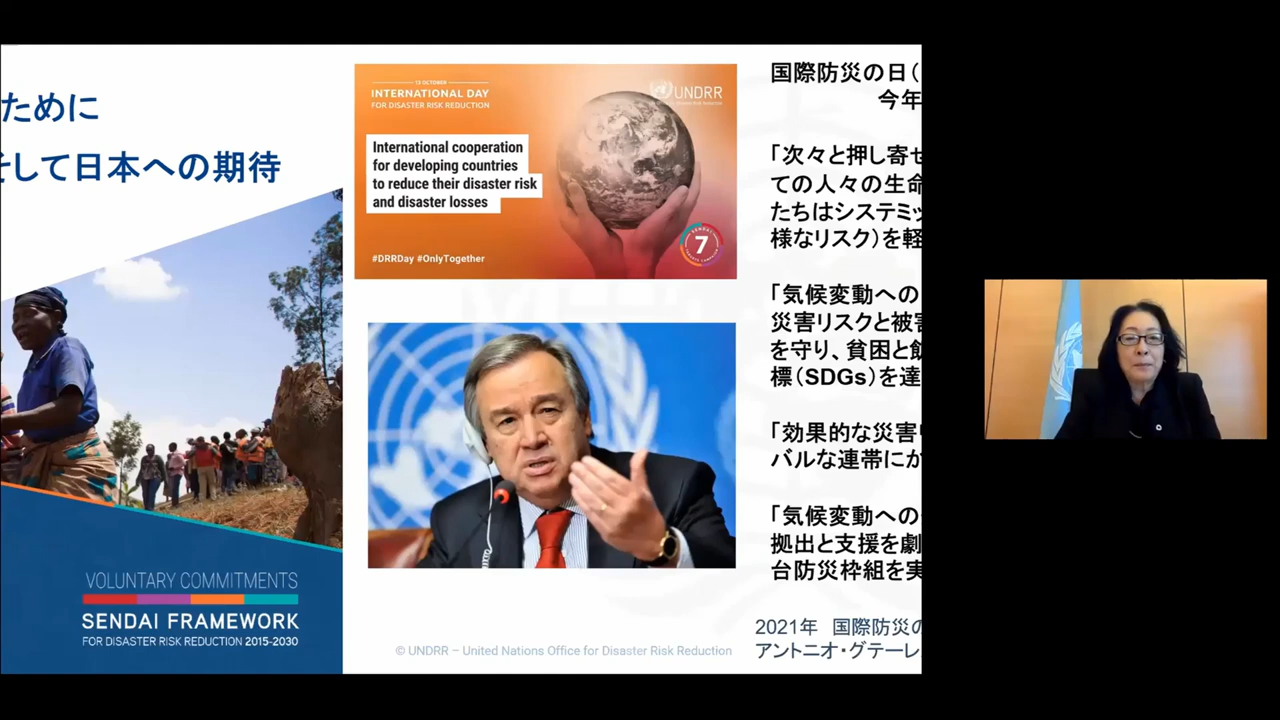 ために
そして日本への期待
VOLUNTARY COMMITMENTS
SENDAI FRAMEWORK
FOR DISASTER RISK REDUCTION 2015-2030
13 OCTOBER
INTERNATIONAL DAY
FOR DISASTER RISK REDUCTION
UNDRR
International cooperation
for developing countries
to reduce their disaster risk
and disaster losses
#DRRDay #OnlyTogether
SENDAI
7
© UNDRR – United Nations Office for Disaster Risk Reduction
国際防災の日（
今年
「次々と押し寄せ
ての人々の生命
たちはシステミッ
様なリスク）を軽
「気候変動への
災害リスクと被害
を守り、貧困と飢
標（SDGs）を達
「効果的な災害リ
バルな連帯にか
「気候変動への
拠出と支援を劇
台防災枠組を実
2021年 国際防災の
アントニオ・グテーレ